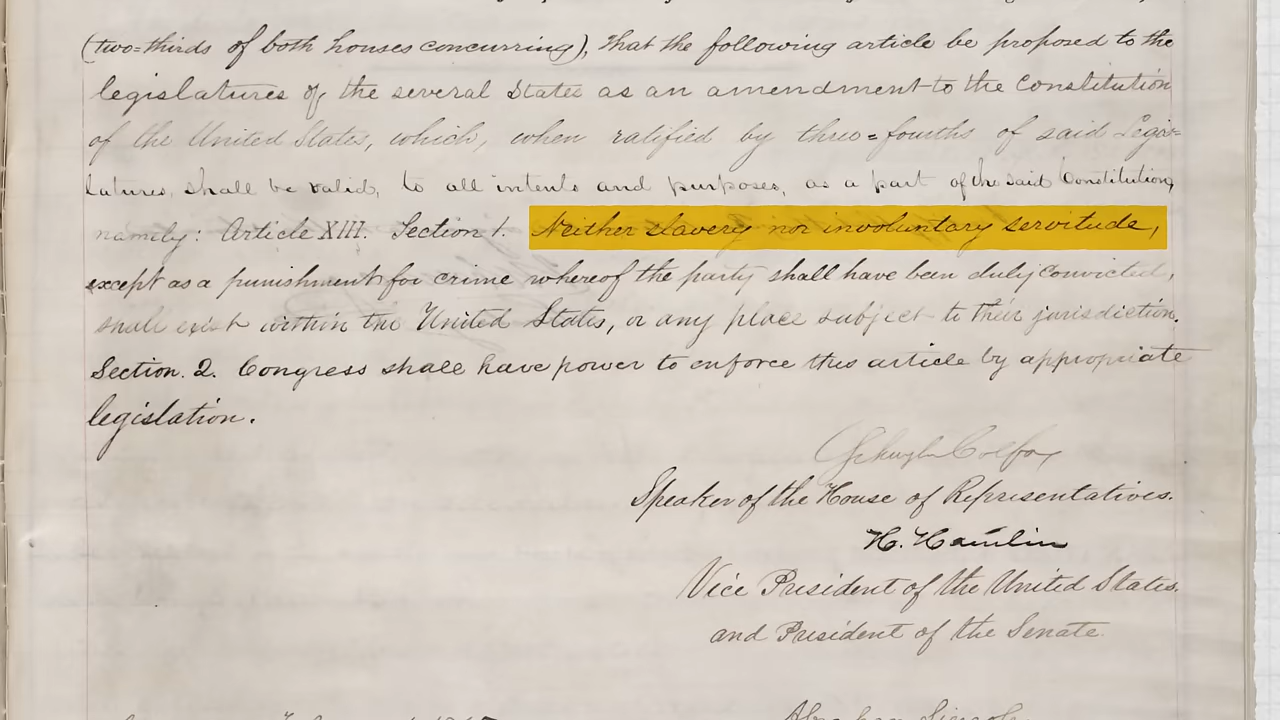 (two=thirds of both houses concurring), that the following article be proposed to the
legislatures of the several States as an amendment to the Constitution
of the United States, which, when ratified by three=fourths of said Legis=
latures, shall be valid, to all intents and purposes, as a part of the said Constitution,
namely: Article XIII. Section 1. Neither slavery nor involuntary servitude,
except as a punishment for crime whereof the party shall have been duly convicted,
shall exist within the United States, or any place subject to their jurisdiction.
Section. 2. Congress shall have power to enforce this article by appropriate
legislation.
Schuyler Colfax
Speaker of the House of Representatives.
H. Hamlin
Vice President of the United States,
and President of the Senate.
Abraham Lincoln